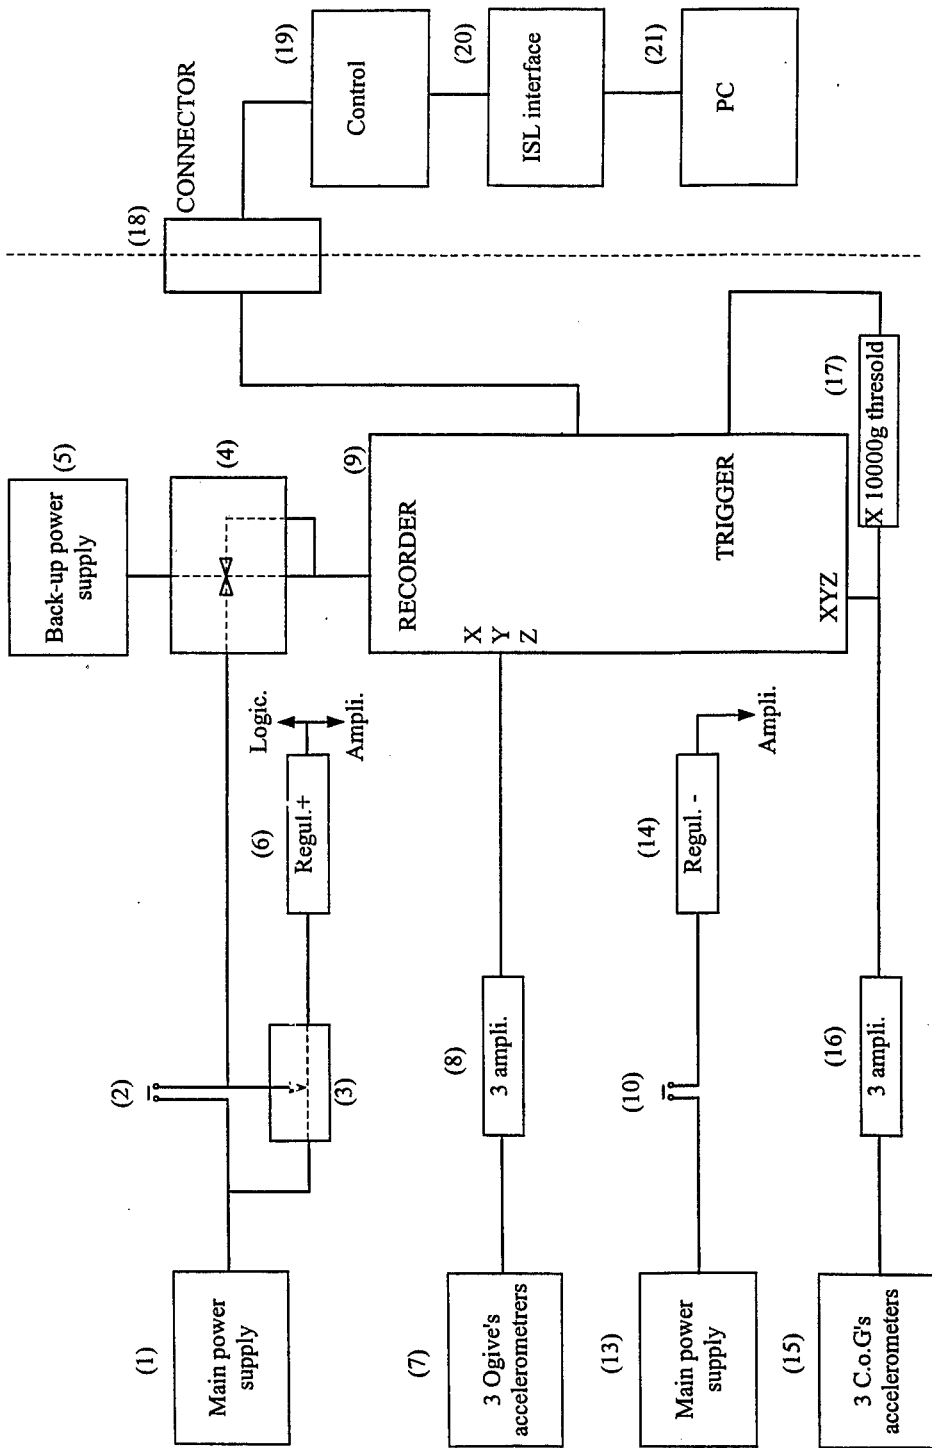 (1)
Main power
supply
(2)
(3)
(6)
Regul.+
Logic.
Ampli.
(5)
Back-up power
supply
(4)
(7)
3 Ogive's
accelerometrers
(8)
3 ampli.
(9)
RECORDER
X
Y
Z
TRIGGER
XYZ
(13)
Main power
supply
(10)
(14)
Regul. -
Ampli.
(15)
3 C.o.G's
accelerometers
(16)
3 ampli.
(17)
X 10000g thresold
(18)
CONNECTOR
(19)
Control
(20)
ISL interface
(21)
PC